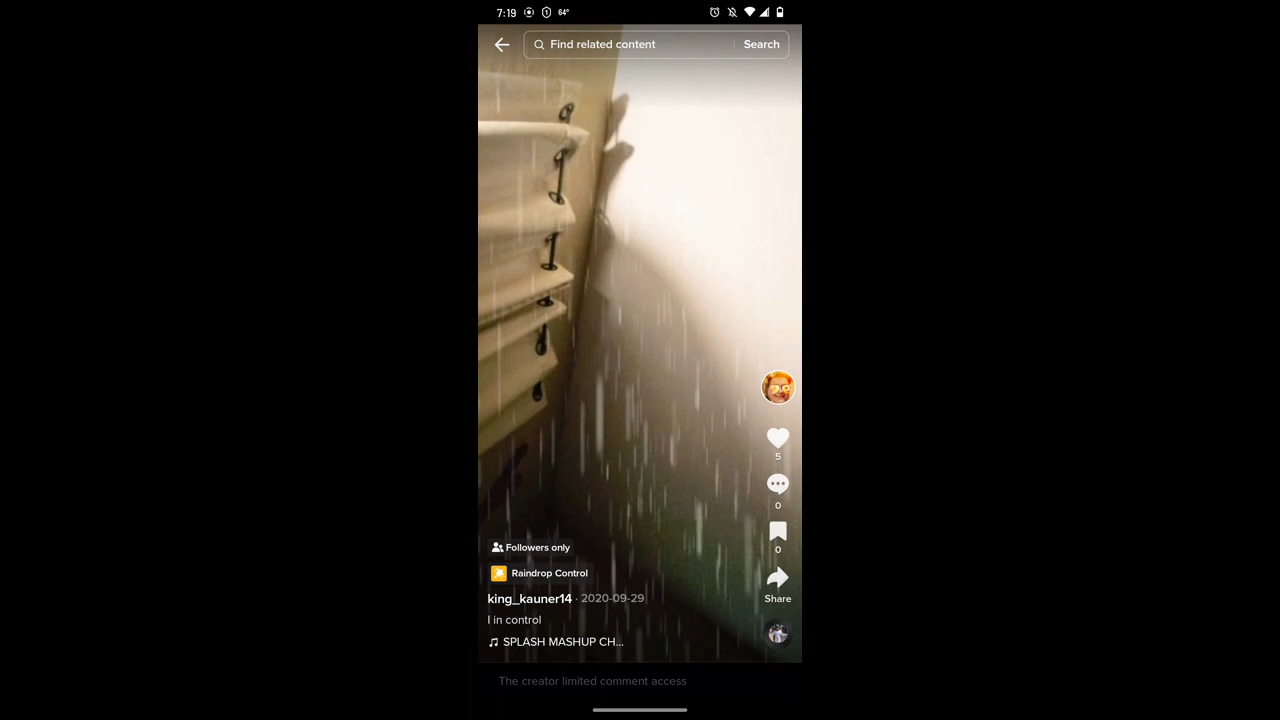 7:19 64°
Find related content Search
5
0
0
Share
Followers only
Raindrop Control
king_kauner14 · 2020-09-29
I in control
SPLASH MASHUP CH...
The creator limited comment access